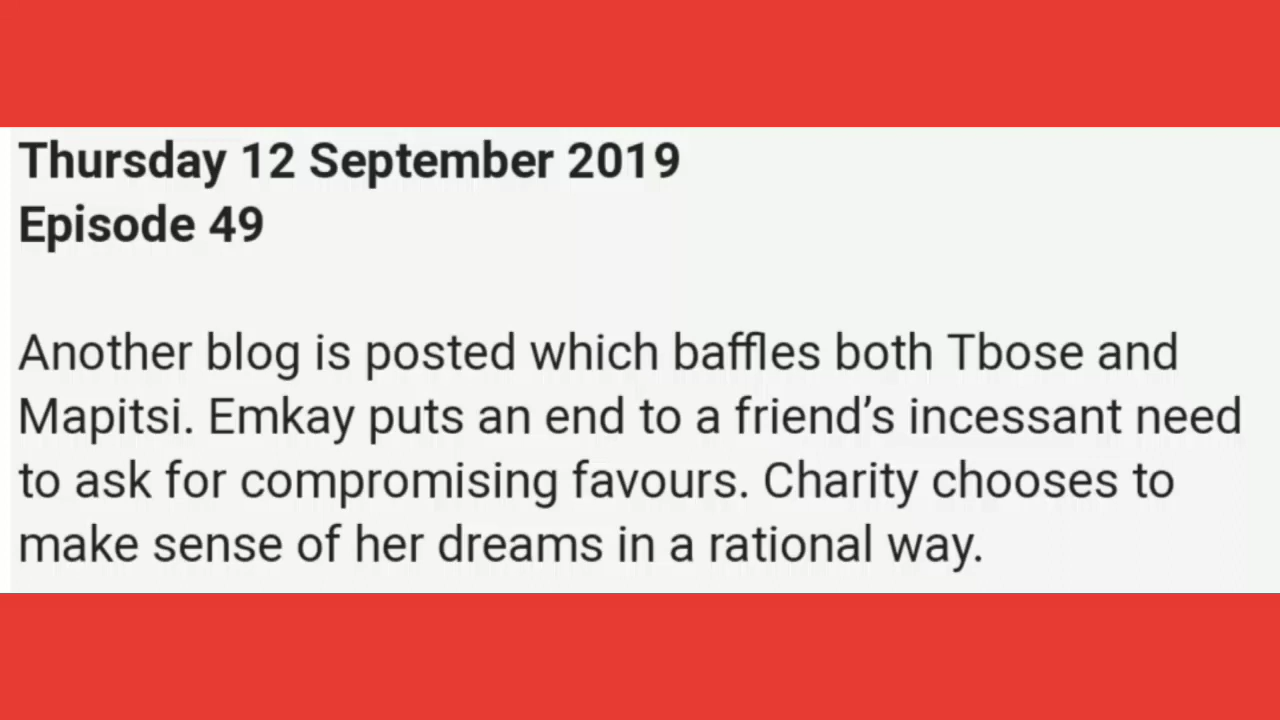 Thursday 12 September 2019
Episode 49
Another blog is posted which baffles both Tbose and
Mapitsi. Emkay puts an end to a friend’s incessant need
to ask for compromising favours. Charity chooses to
make sense of her dreams in a rational way.